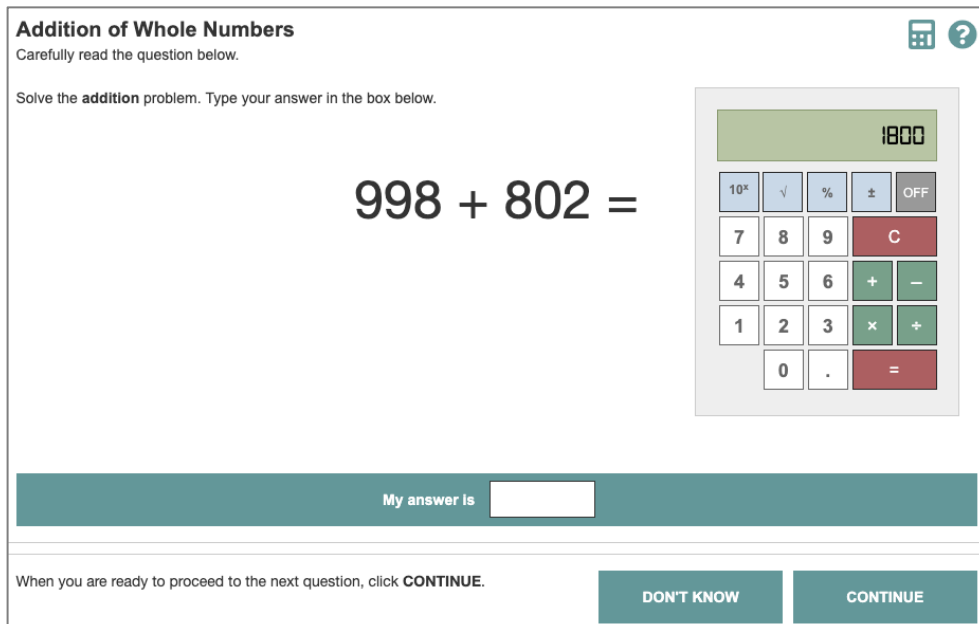 Addition of Whole Numbers
?
Carefully read the question below.
Solve the addition problem. Type your answer in the box below.
998 + 802 =
1800
10ˣ √ % ± OFF
7 8 9 C
4 5 6 + −
1 2 3 × ÷
0 . =
My answer is
When you are ready to proceed to the next question, click CONTINUE.
DON'T KNOW
CONTINUE